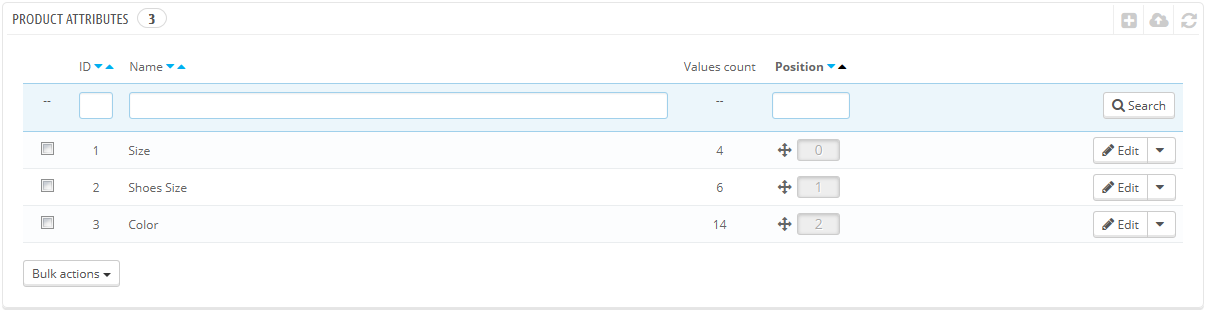 PRODUCT ATTRIBUTES 3
ID Name Values count Position
-- -- Search
1 Size 4 0 Edit
2 Shoes Size 6 1 Edit
3 Color 14 2 Edit
Bulk actions